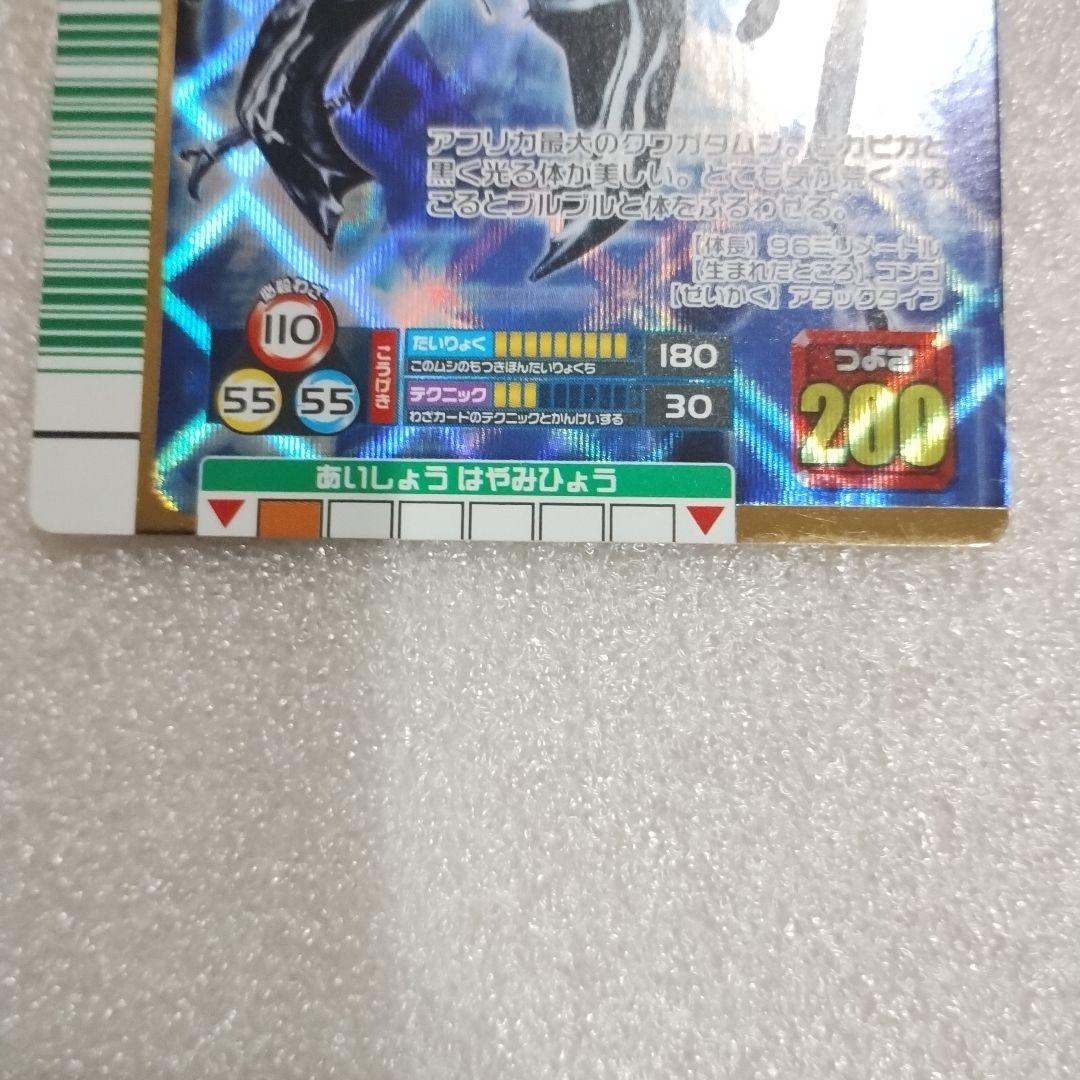 アフリカ最大のクワガタムシ。ピカピカと
黒く光る体が美しい。とても気が荒く、お
こるとブルブルと体をふるわせる。
【体長】96ミリメートル
【生まれたところ】コンゴ
【せいかく】アタックタイプ
必殺わざ
110
55
55
こうげき
たいりょく
180
このムシのもつきほんたいりょくち
テクニック
30
わざカードのテクニックとかんけいする
つよさ
200
あいしょうはやみひょう